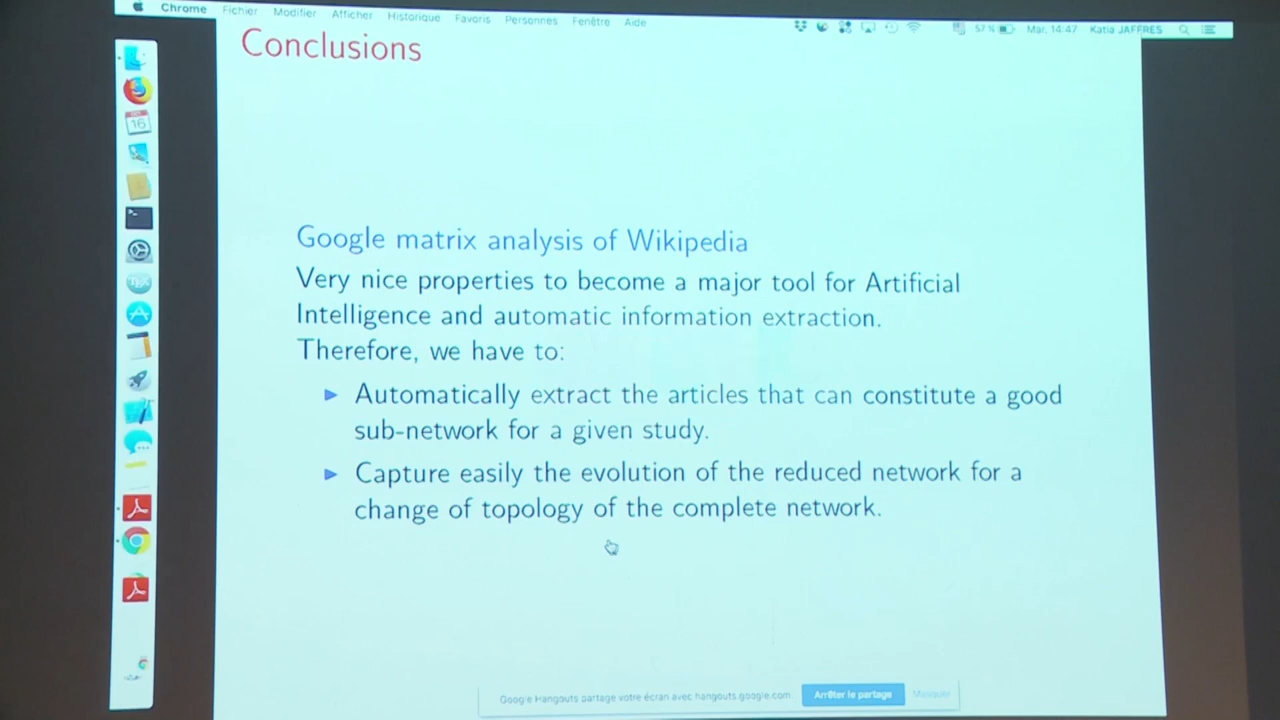 Chrome Fichier Modifier Afficher Historique Favoris Personnes Fenêtre Aide 57 % Mar. 14:47 Katia JAFFRES
Conclusions
16
Google matrix analysis of Wikipedia
Very nice properties to become a major tool for Artificial
Intelligence and automatic information extraction.
Therefore, we have to:
Automatically extract the articles that can constitute a good
sub-network for a given study.
Capture easily the evolution of the reduced network for a
change of topology of the complete network.
Google Hangouts partage votre écran avec hangouts.google.com. Arrêter le partage Masquer